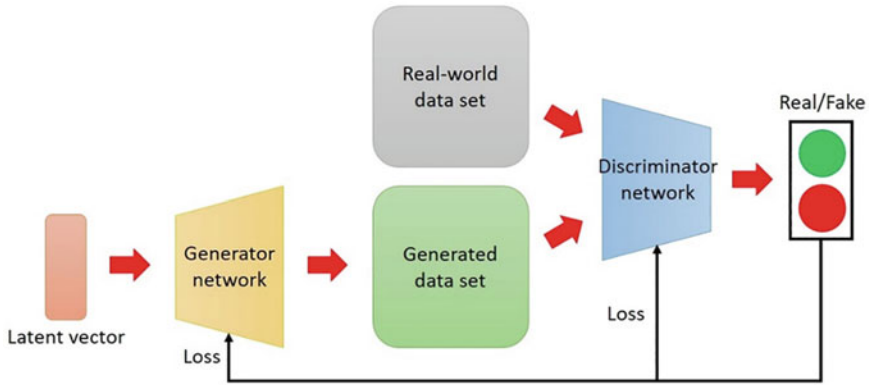 Real-world
data set
Real/Fake
Discriminator
network
Generator
network
Generated
data set
Latent vector
Loss
Loss